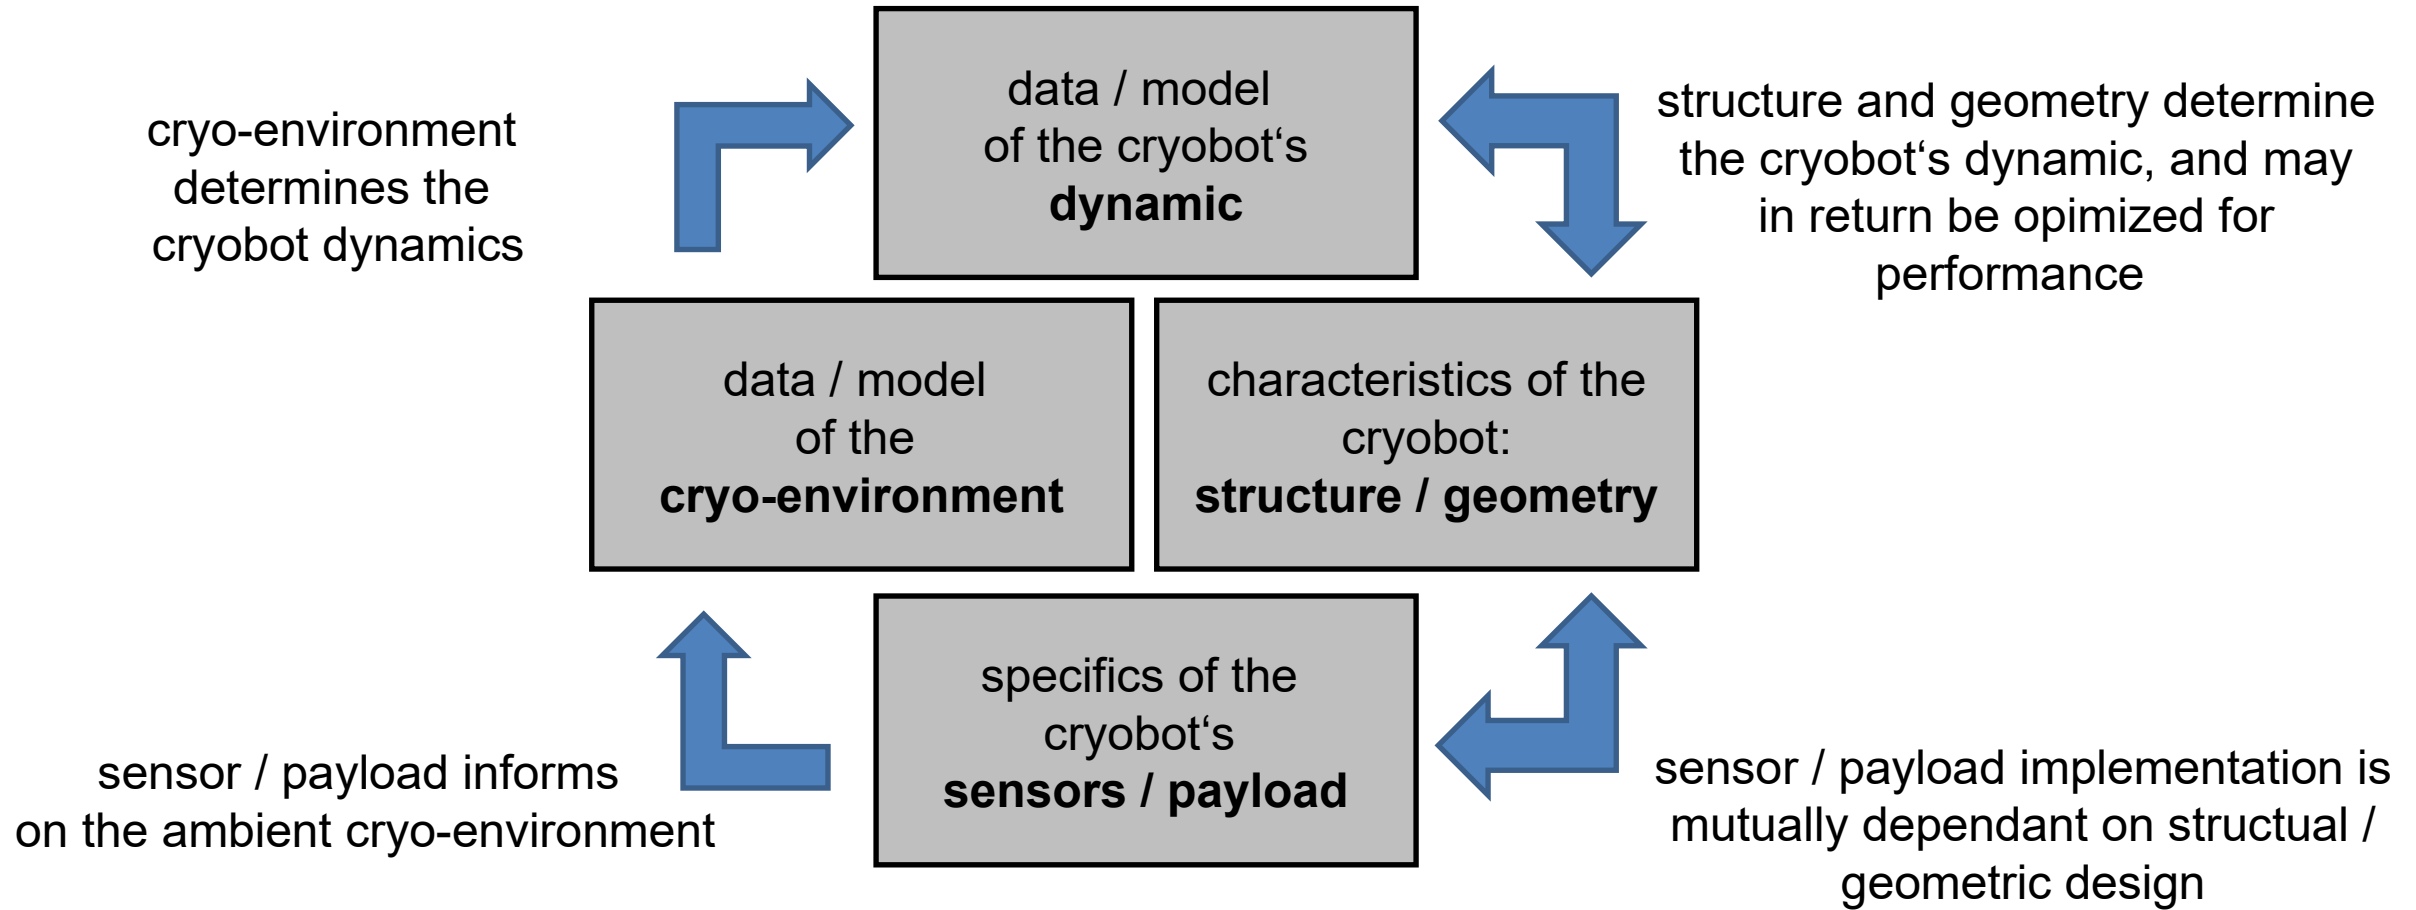 cryo-environment
determines the
cryobot dynamics
data / model
of the cryobot‘s
dynamic
structure and geometry determine
the cryobot‘s dynamic, and may
in return be opimized for
performance
data / model
of the
cryo-environment
characteristics of the
cryobot:
structure / geometry
sensor / payload informs
on the ambient cryo-environment
specifics of the
cryobot‘s
sensors / payload
sensor / payload implementation is
mutually dependant on structual /
geometric design